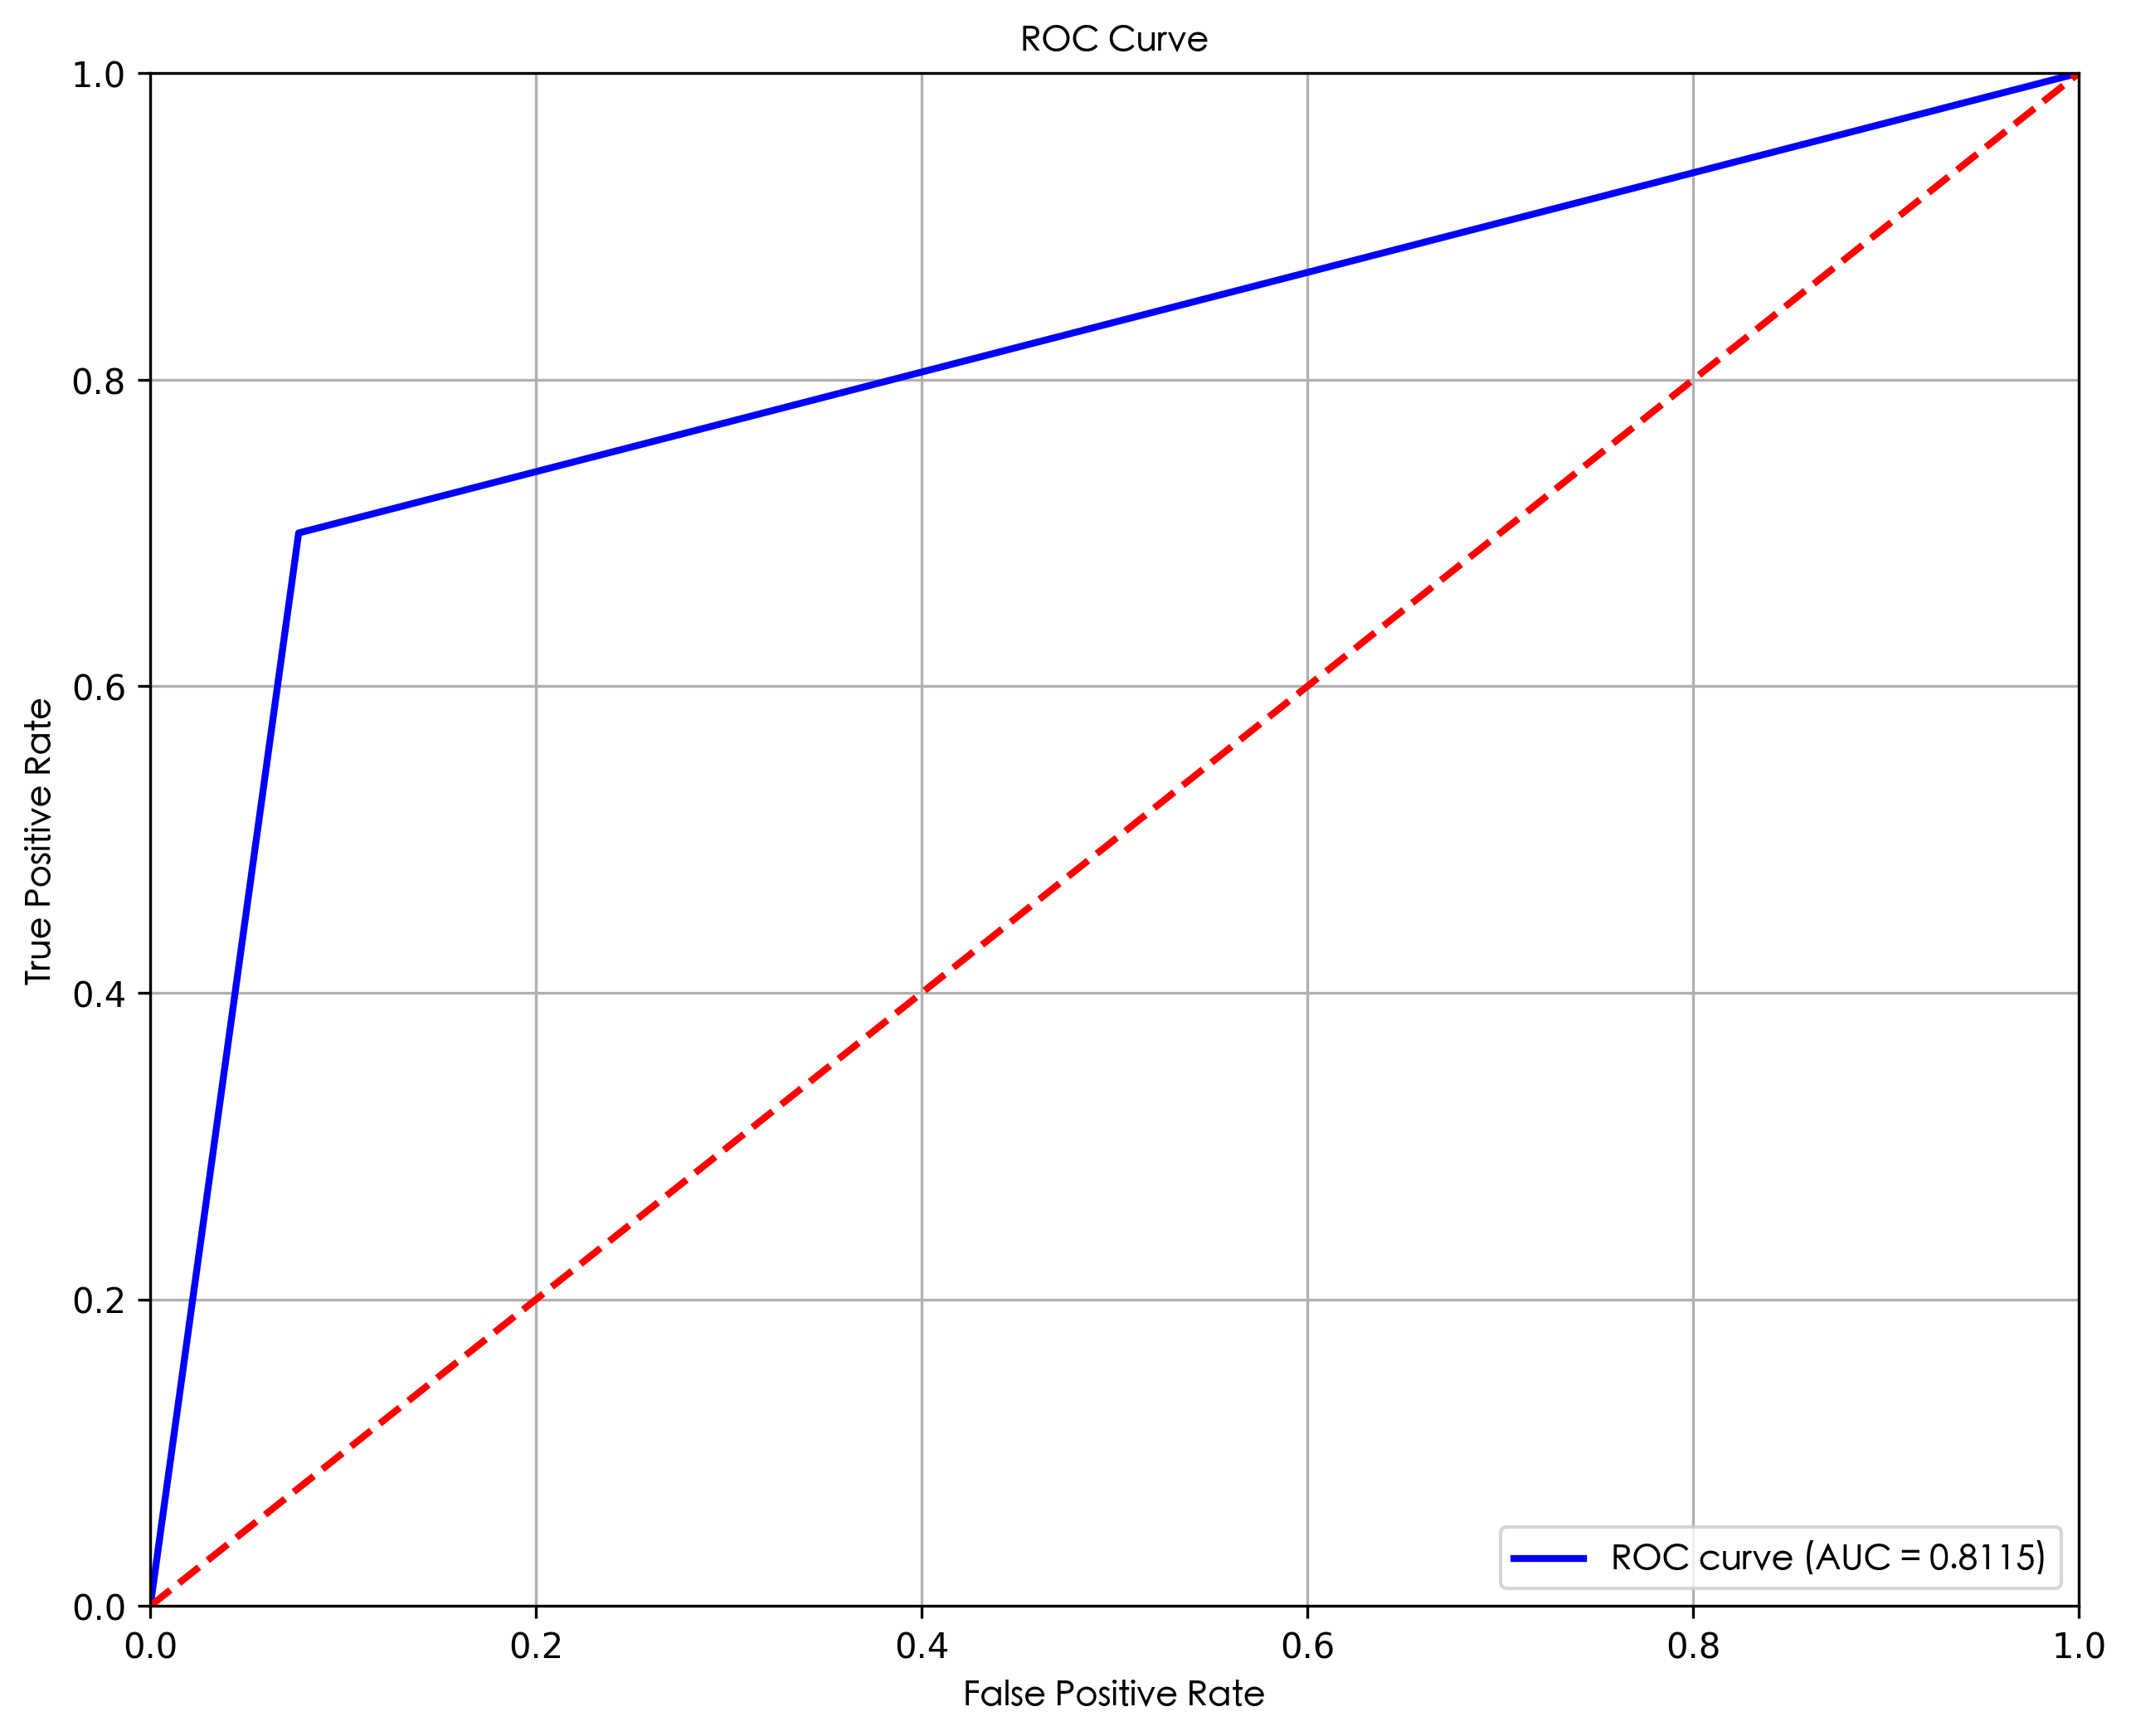 ROC Curve
1.0
0.8
0.6
0.4
0.2
0.0
True Positive Rate
ROC curve (AUC = 0.8115)
0.0 0.2 0.4 0.6 0.8 1.0
False Positive Rate